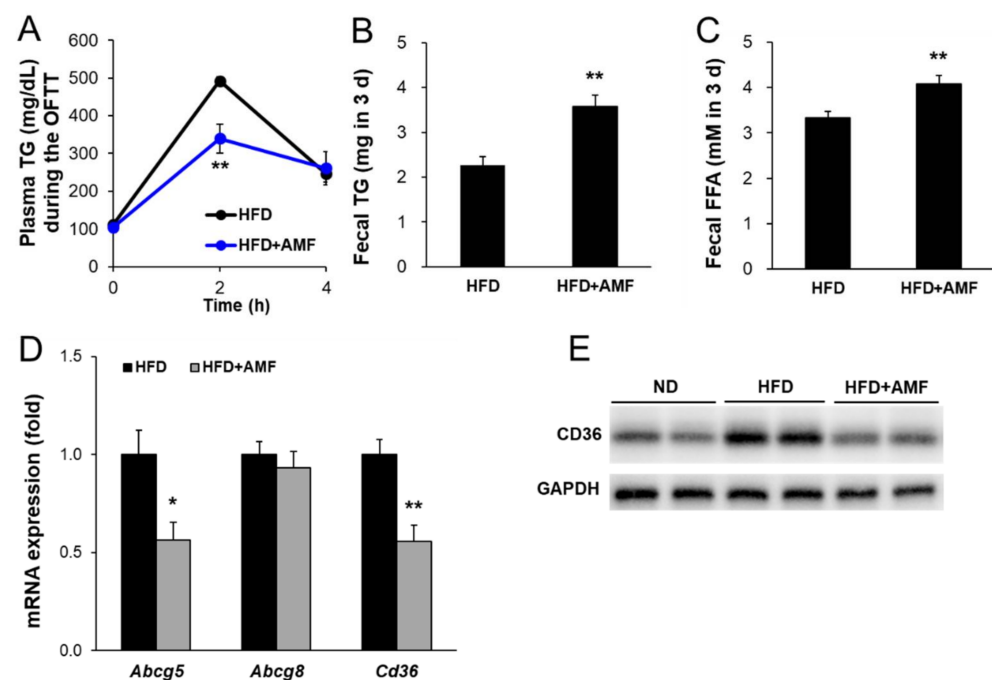 A
Plasma TG (mg/dL)
during the OFTT
600
500
400
300
200
100
0
**
HFD
HFD+AMF
0
2
4
Time (h)
B
Fecal TG (mg in 3 d)
5
4
3
2
1
0
**
HFD
HFD+AMF
C
Fecal FFA (mM in 3 d)
5
4
3
2
1
0
**
HFD
HFD+AMF
D
mRNA expression (fold)
1.5
1.0
0.5
0.0
HFD HFD+AMF
*
**
Abcg5 Abcg8 Cd36
E
ND HFD HFD+AMF
CD36
GAPDH